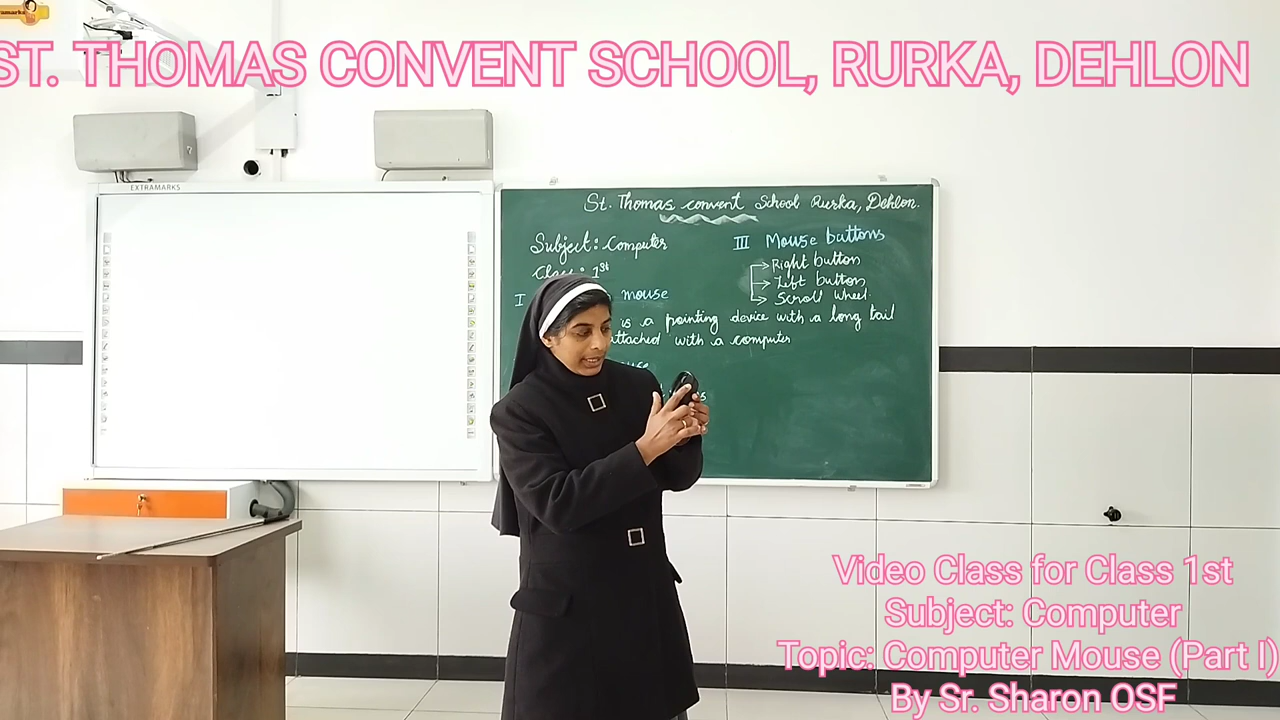 ST. THOMAS CONVENT SCHOOL, RURKA, DEHLON
EXTRAMARKS
St. Thomas convent School Rurka, Dehlon.
Subject: Computer
Class: 1st
I mouse
is a pointing device with a long tail
attached with a computer
III Mouse buttons
Right button
Left button
Scroll wheel.
Video Class for Class 1st
Subject: Computer
Topic: Computer Mouse (Part I)
By Sr. Sharon OSF